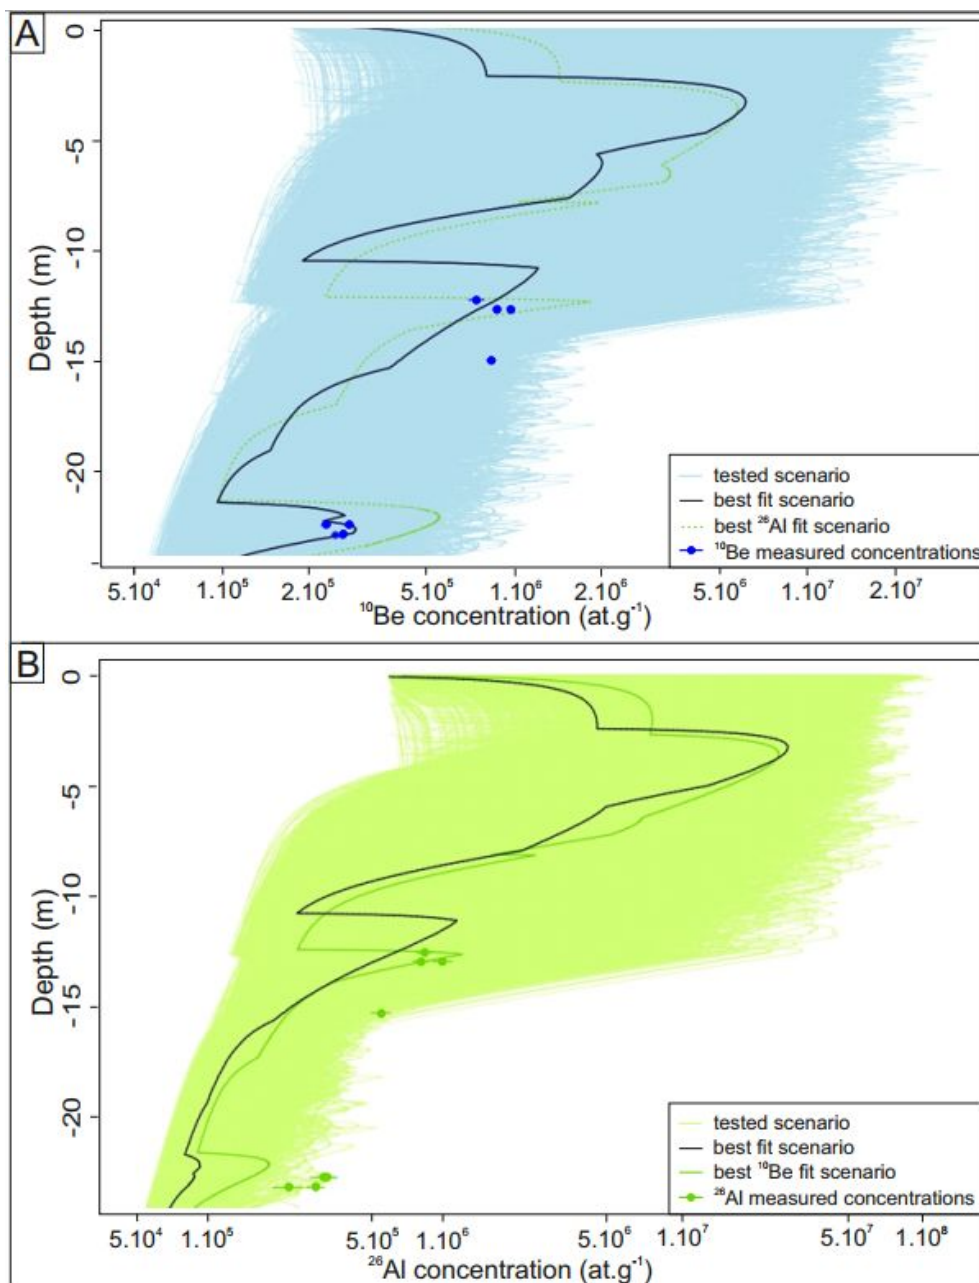 A
0
-5
-10
-15
-20
Depth (m)
tested scenario
best fit scenario
best ²⁶Al fit scenario
¹⁰Be measured concentrations
5.10⁴ 1.10⁵ 2.10⁵ 5.10⁵ 1.10⁶ 2.10⁶ 5.10⁶ 1.10⁷ 2.10⁷
¹⁰Be concentration (at.g⁻¹)
B
0
-5
-10
-15
-20
Depth (m)
tested scenario
best fit scenario
best ¹⁰Be fit scenario
²⁶Al measured concentrations
5.10⁴ 1.10⁵ 5.10⁵ 1.10⁶ 5.10⁶ 1.10⁷ 5.10⁷ 1.10⁸
²⁶Al concentration (at.g⁻¹)